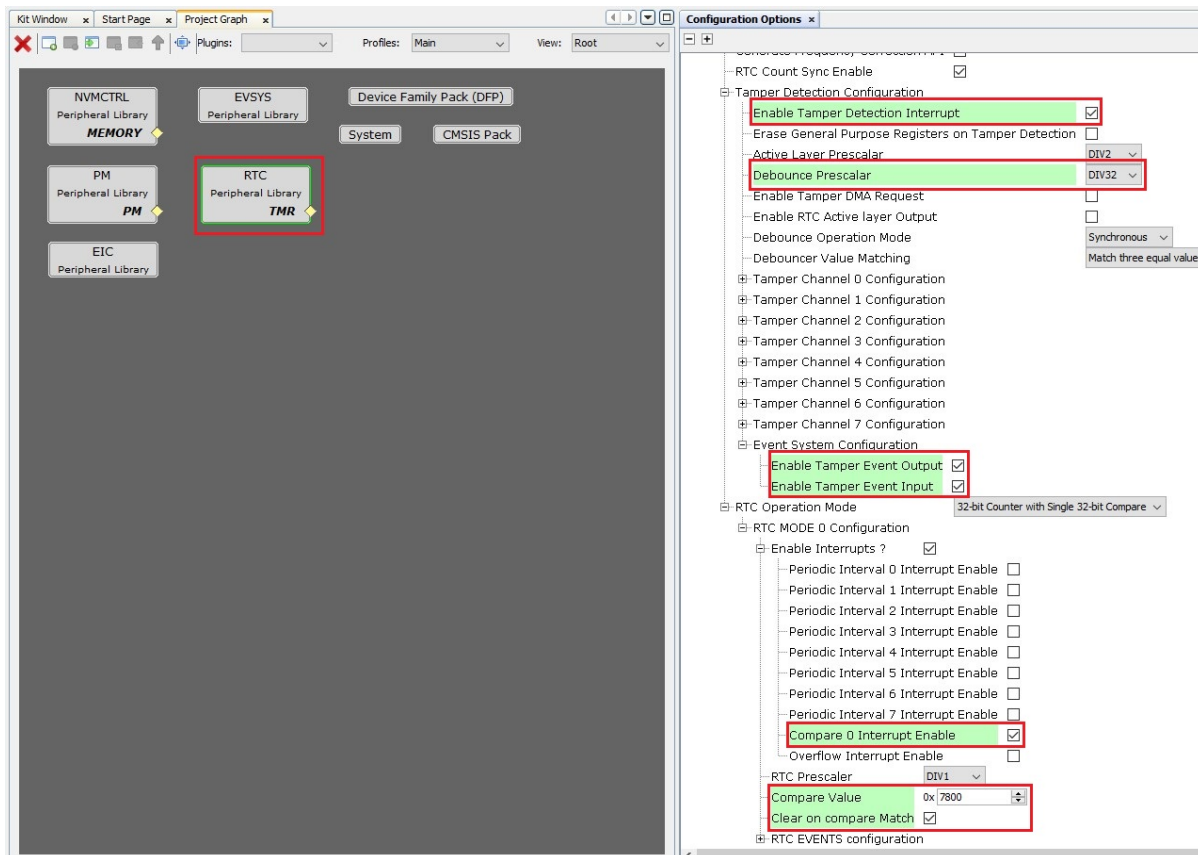 Kit Window x Start Page x Project Graph x
Plugins: Profiles: Main View: Root
NVMCTRL
Peripheral Library
MEMORY
EVSYS
Peripheral Library
Device Family Pack (DFP)
System
CMSIS Pack
PM
Peripheral Library
PM
RTC
Peripheral Library
TMR
EIC
Peripheral Library
Configuration Options x
RTC Count Sync Enable
Tamper Detection Configuration
Enable Tamper Detection Interrupt
Erase General Purpose Registers on Tamper Detection
Active Layer Prescalar DIV2
Debounce Prescalar DIV32
Enable Tamper DMA Request
Enable RTC Active layer Output
Debounce Operation Mode Synchronous
Debouncer Value Matching Match three equal value
Tamper Channel 0 Configuration
Tamper Channel 1 Configuration
Tamper Channel 2 Configuration
Tamper Channel 3 Configuration
Tamper Channel 4 Configuration
Tamper Channel 5 Configuration
Tamper Channel 6 Configuration
Tamper Channel 7 Configuration
Event System Configuration
Enable Tamper Event Output
Enable Tamper Event Input
RTC Operation Mode 32-bit Counter with Single 32-bit Compare
RTC MODE 0 Configuration
Enable Interrupts ?
Periodic Interval 0 Interrupt Enable
Periodic Interval 1 Interrupt Enable
Periodic Interval 2 Interrupt Enable
Periodic Interval 3 Interrupt Enable
Periodic Interval 4 Interrupt Enable
Periodic Interval 5 Interrupt Enable
Periodic Interval 6 Interrupt Enable
Periodic Interval 7 Interrupt Enable
Compare 0 Interrupt Enable
Overflow Interrupt Enable
RTC Prescaler DIV1
Compare Value 0x 7800
Clear on compare Match
RTC EVENTS configuration